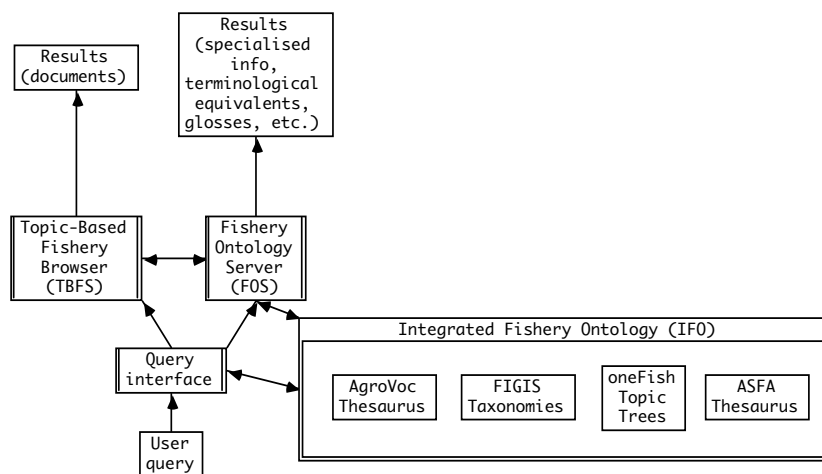 Results
(documents)
Results
(specialised
info,
terminological
equivalents,
glosses, etc.)
Topic-Based
Fishery
Browser
(TBFS)
Fishery
Ontology
Server
(FOS)
Integrated Fishery Ontology (IFO)
Query
interface
AgroVoc
Thesaurus
FIGIS
Taxonomies
oneFish
Topic
Trees
ASFA
Thesaurus
User
query